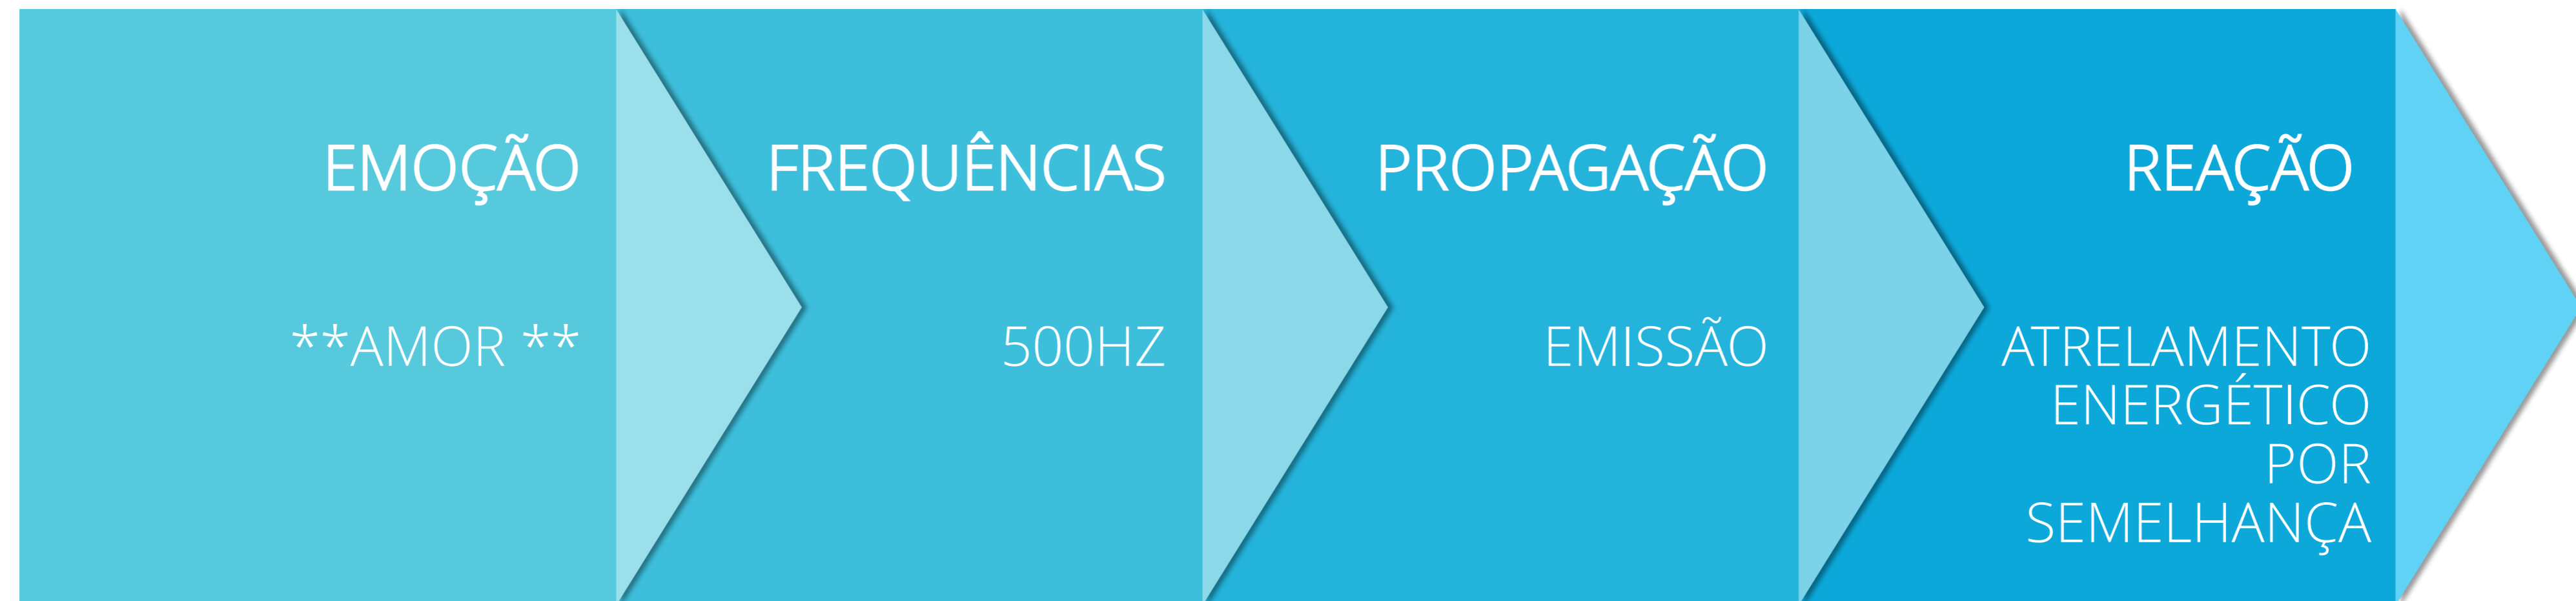 EMOÇÃO
**AMOR **
FREQUÊNCIAS
500HZ
PROPAGAÇÃO
EMISSÃO
REAÇÃO
ATRELAMENTO
ENERGÉTICO
POR
SEMELHANÇA